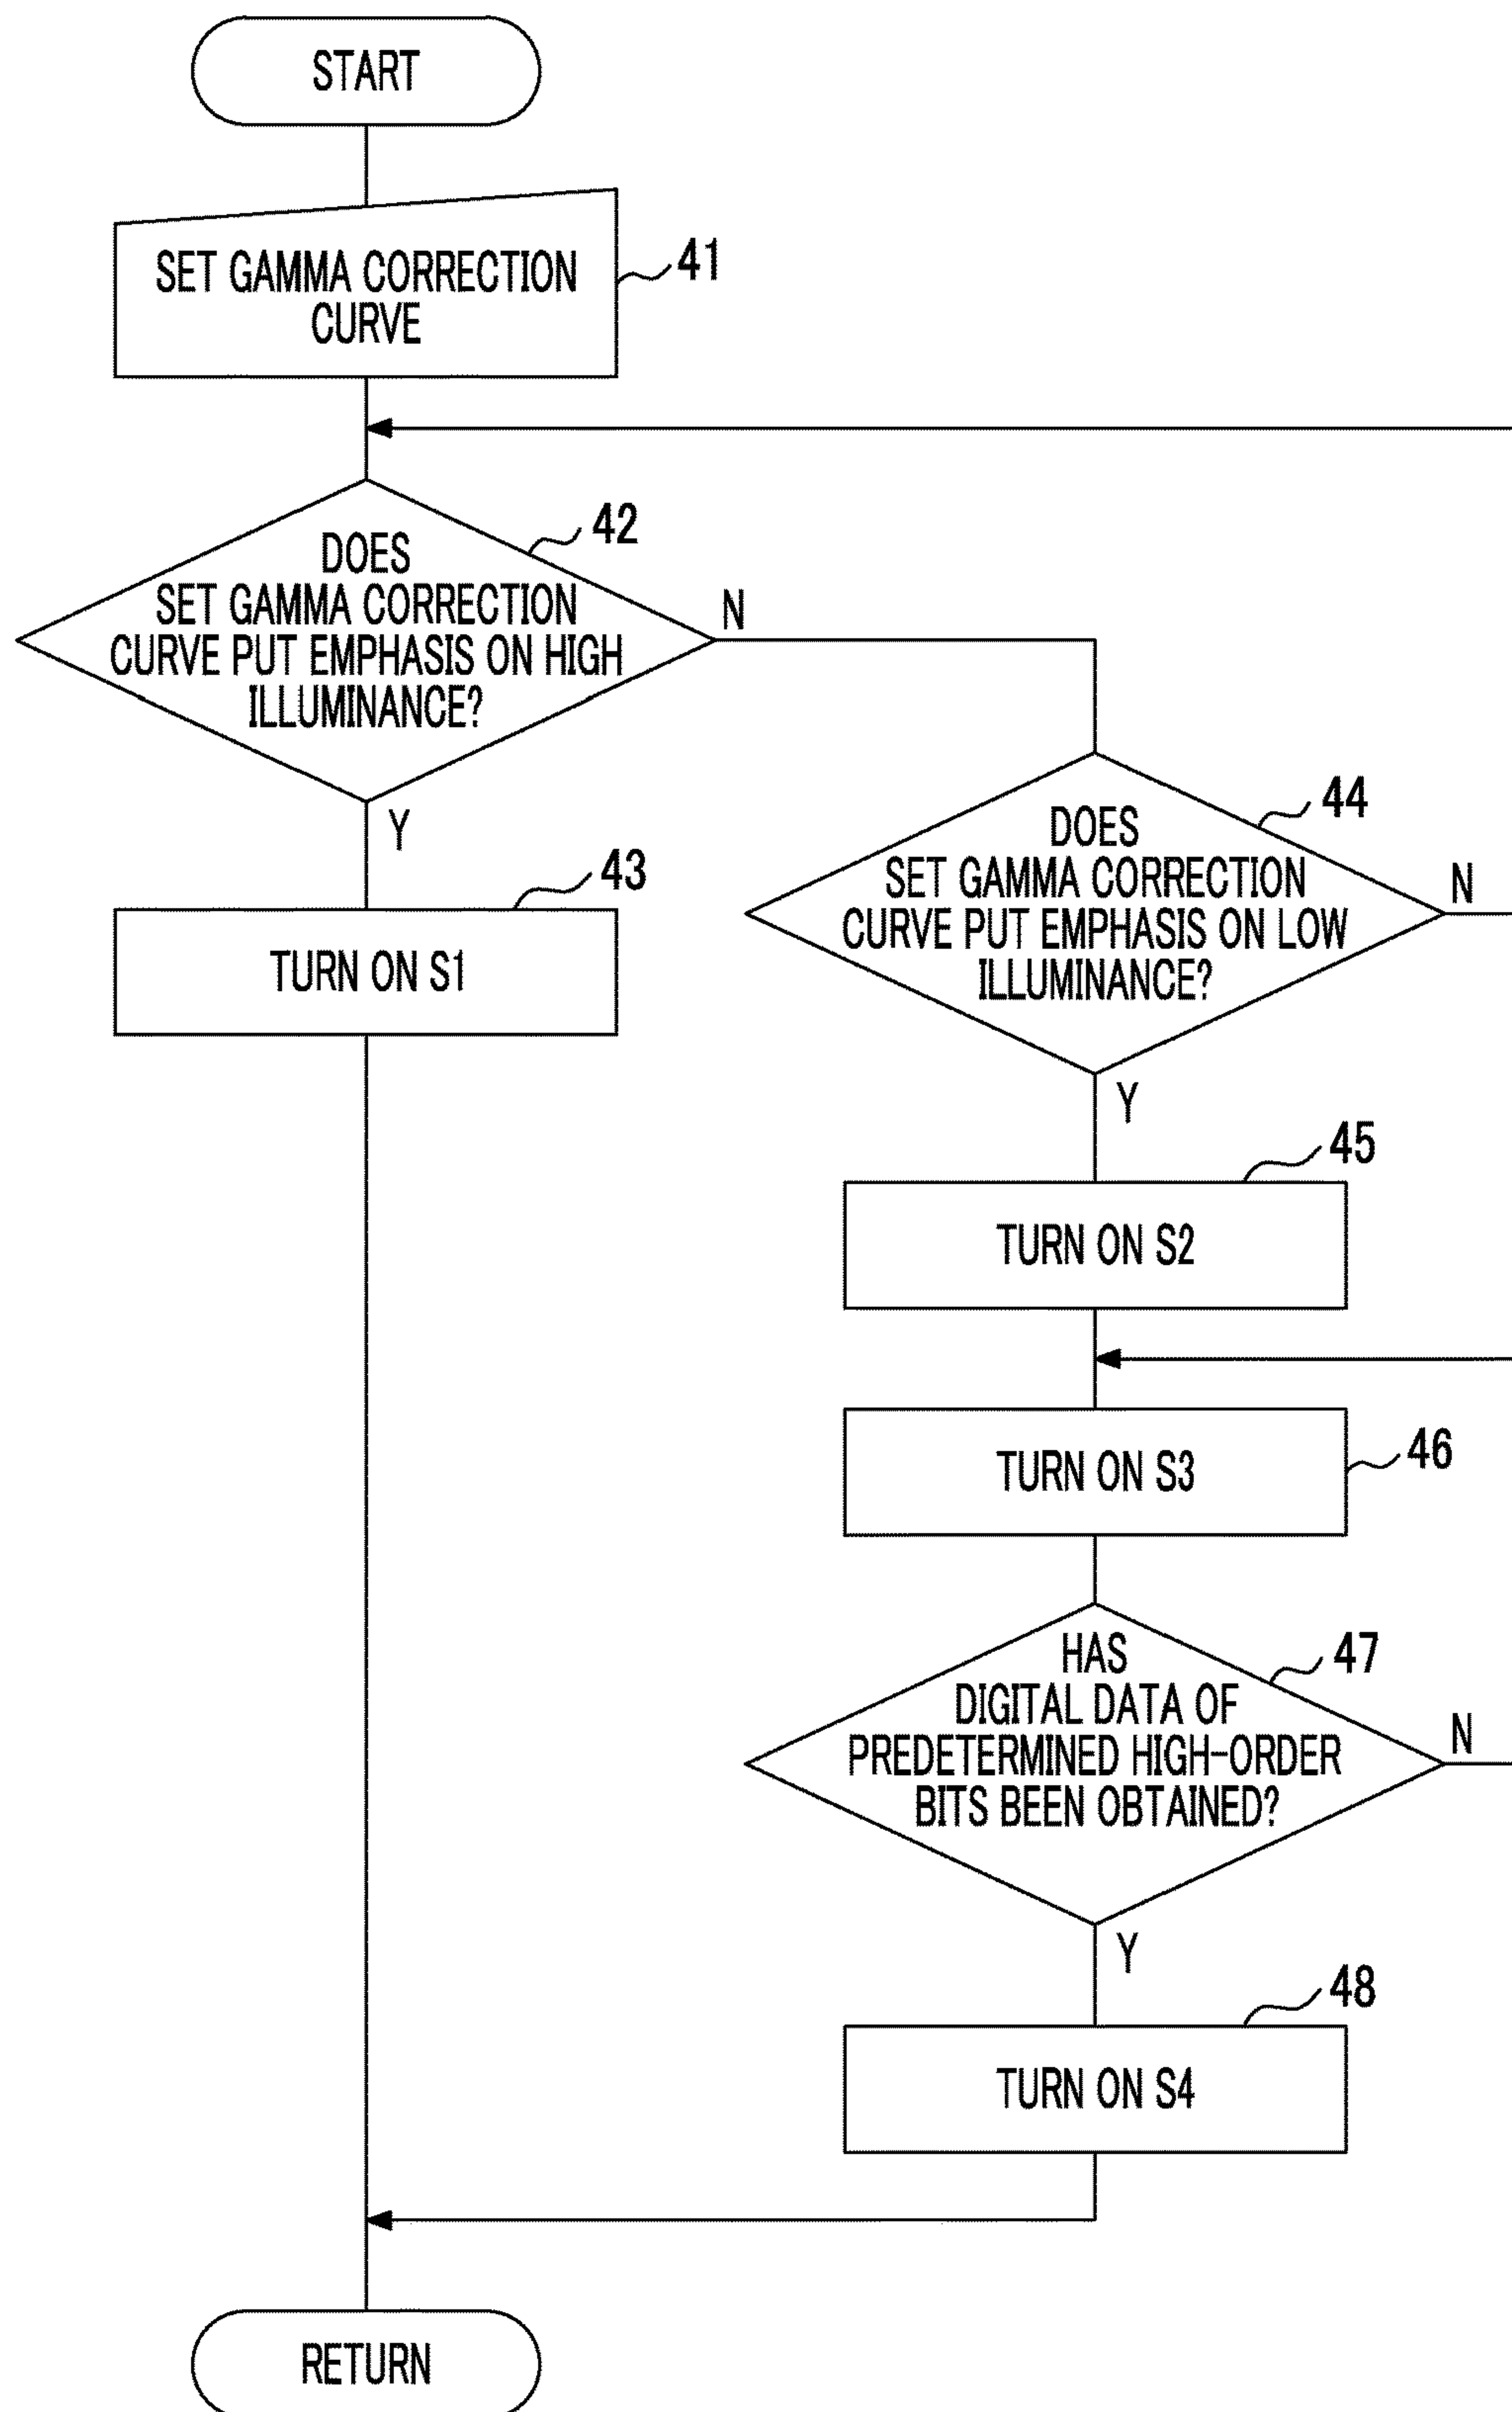 START
SET GAMMA CORRECTION
CURVE
41
DOES
SET GAMMA CORRECTION
CURVE PUT EMPHASIS ON HIGH
ILLUMINANCE?
42
N
Y
43
TURN ON S1
DOES
SET GAMMA CORRECTION
CURVE PUT EMPHASIS ON LOW
ILLUMINANCE?
44
N
Y
45
TURN ON S2
TURN ON S3
46
HAS
DIGITAL DATA OF
PREDETERMINED HIGH-ORDER
BITS BEEN OBTAINED?
47
N
Y
48
TURN ON S4
RETURN